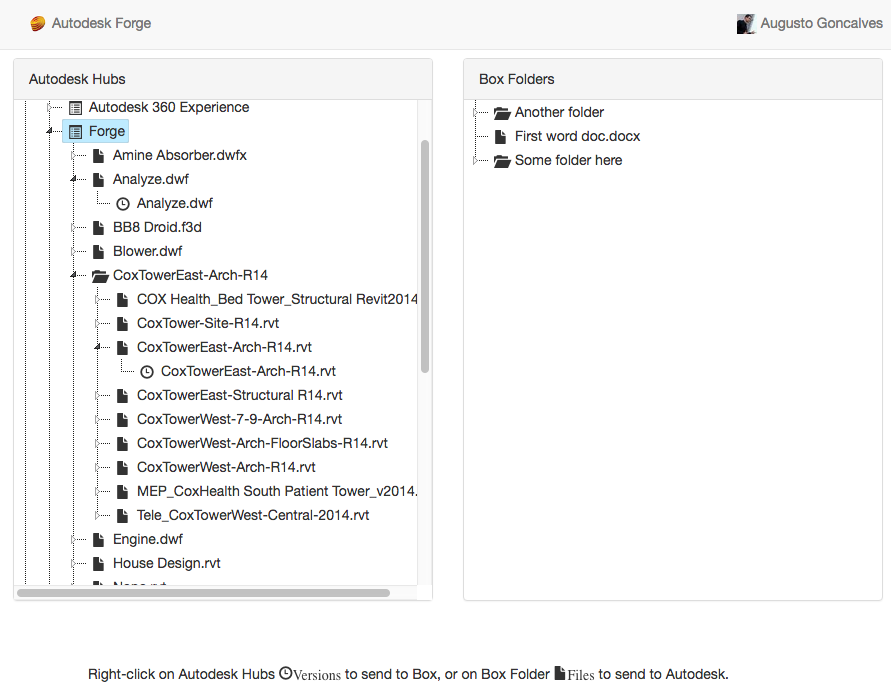 Autodesk Forge
Augusto Goncalves
Autodesk Hubs
Autodesk 360 Experience
Forge
Amine Absorber.dwfx
Analyze.dwf
Analyze.dwf
BB8 Droid.f3d
Blower.dwf
CoxTowerEast-Arch-R14
COX Health_Bed Tower_Structural Revit2014
CoxTower-Site-R14.rvt
CoxTowerEast-Arch-R14.rvt
CoxTowerEast-Arch-R14.rvt
CoxTowerEast-Structural R14.rvt
CoxTowerWest-7-9-Arch-R14.rvt
CoxTowerWest-Arch-FloorSlabs-R14.rvt
CoxTowerWest-Arch-R14.rvt
MEP_CoxHealth South Patient Tower_v2014.
Tele_CoxTowerWest-Central-2014.rvt
Engine.dwf
House Design.rvt
Box Folders
Another folder
First word doc.docx
Some folder here
Right-click on Autodesk Hubs Versions to send to Box, or on Box Folder Files to send to Autodesk.